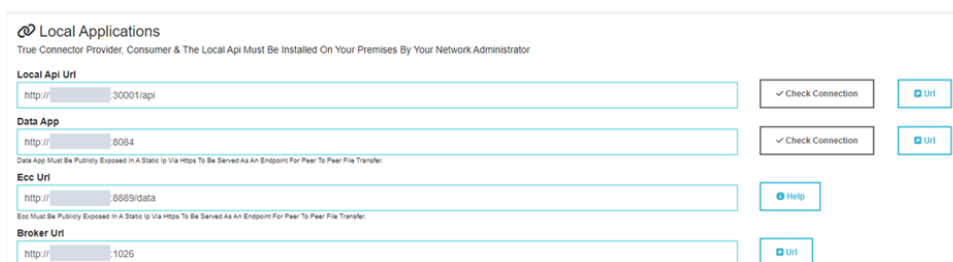 Local Applications
True Connector Provider, Consumer & The Local Api Must Be Installed On Your Premises By Your Network Administrator
Local Api Url
http:// :30001/api
Check Connection
Url
Data App
http:// :8084
Check Connection
Url
Data App Must Be Publicly Exposed In A Static Ip Via Https To Be Served As An Endpoint For Peer To Peer File Transfer.
Ecc Url
http:// :8889/data
Help
Ecc Must Be Publicly Exposed In A Static Ip Via Https To Be Served As An Endpoint For Peer To Peer File Transfer.
Broker Url
http:// :1026
Url